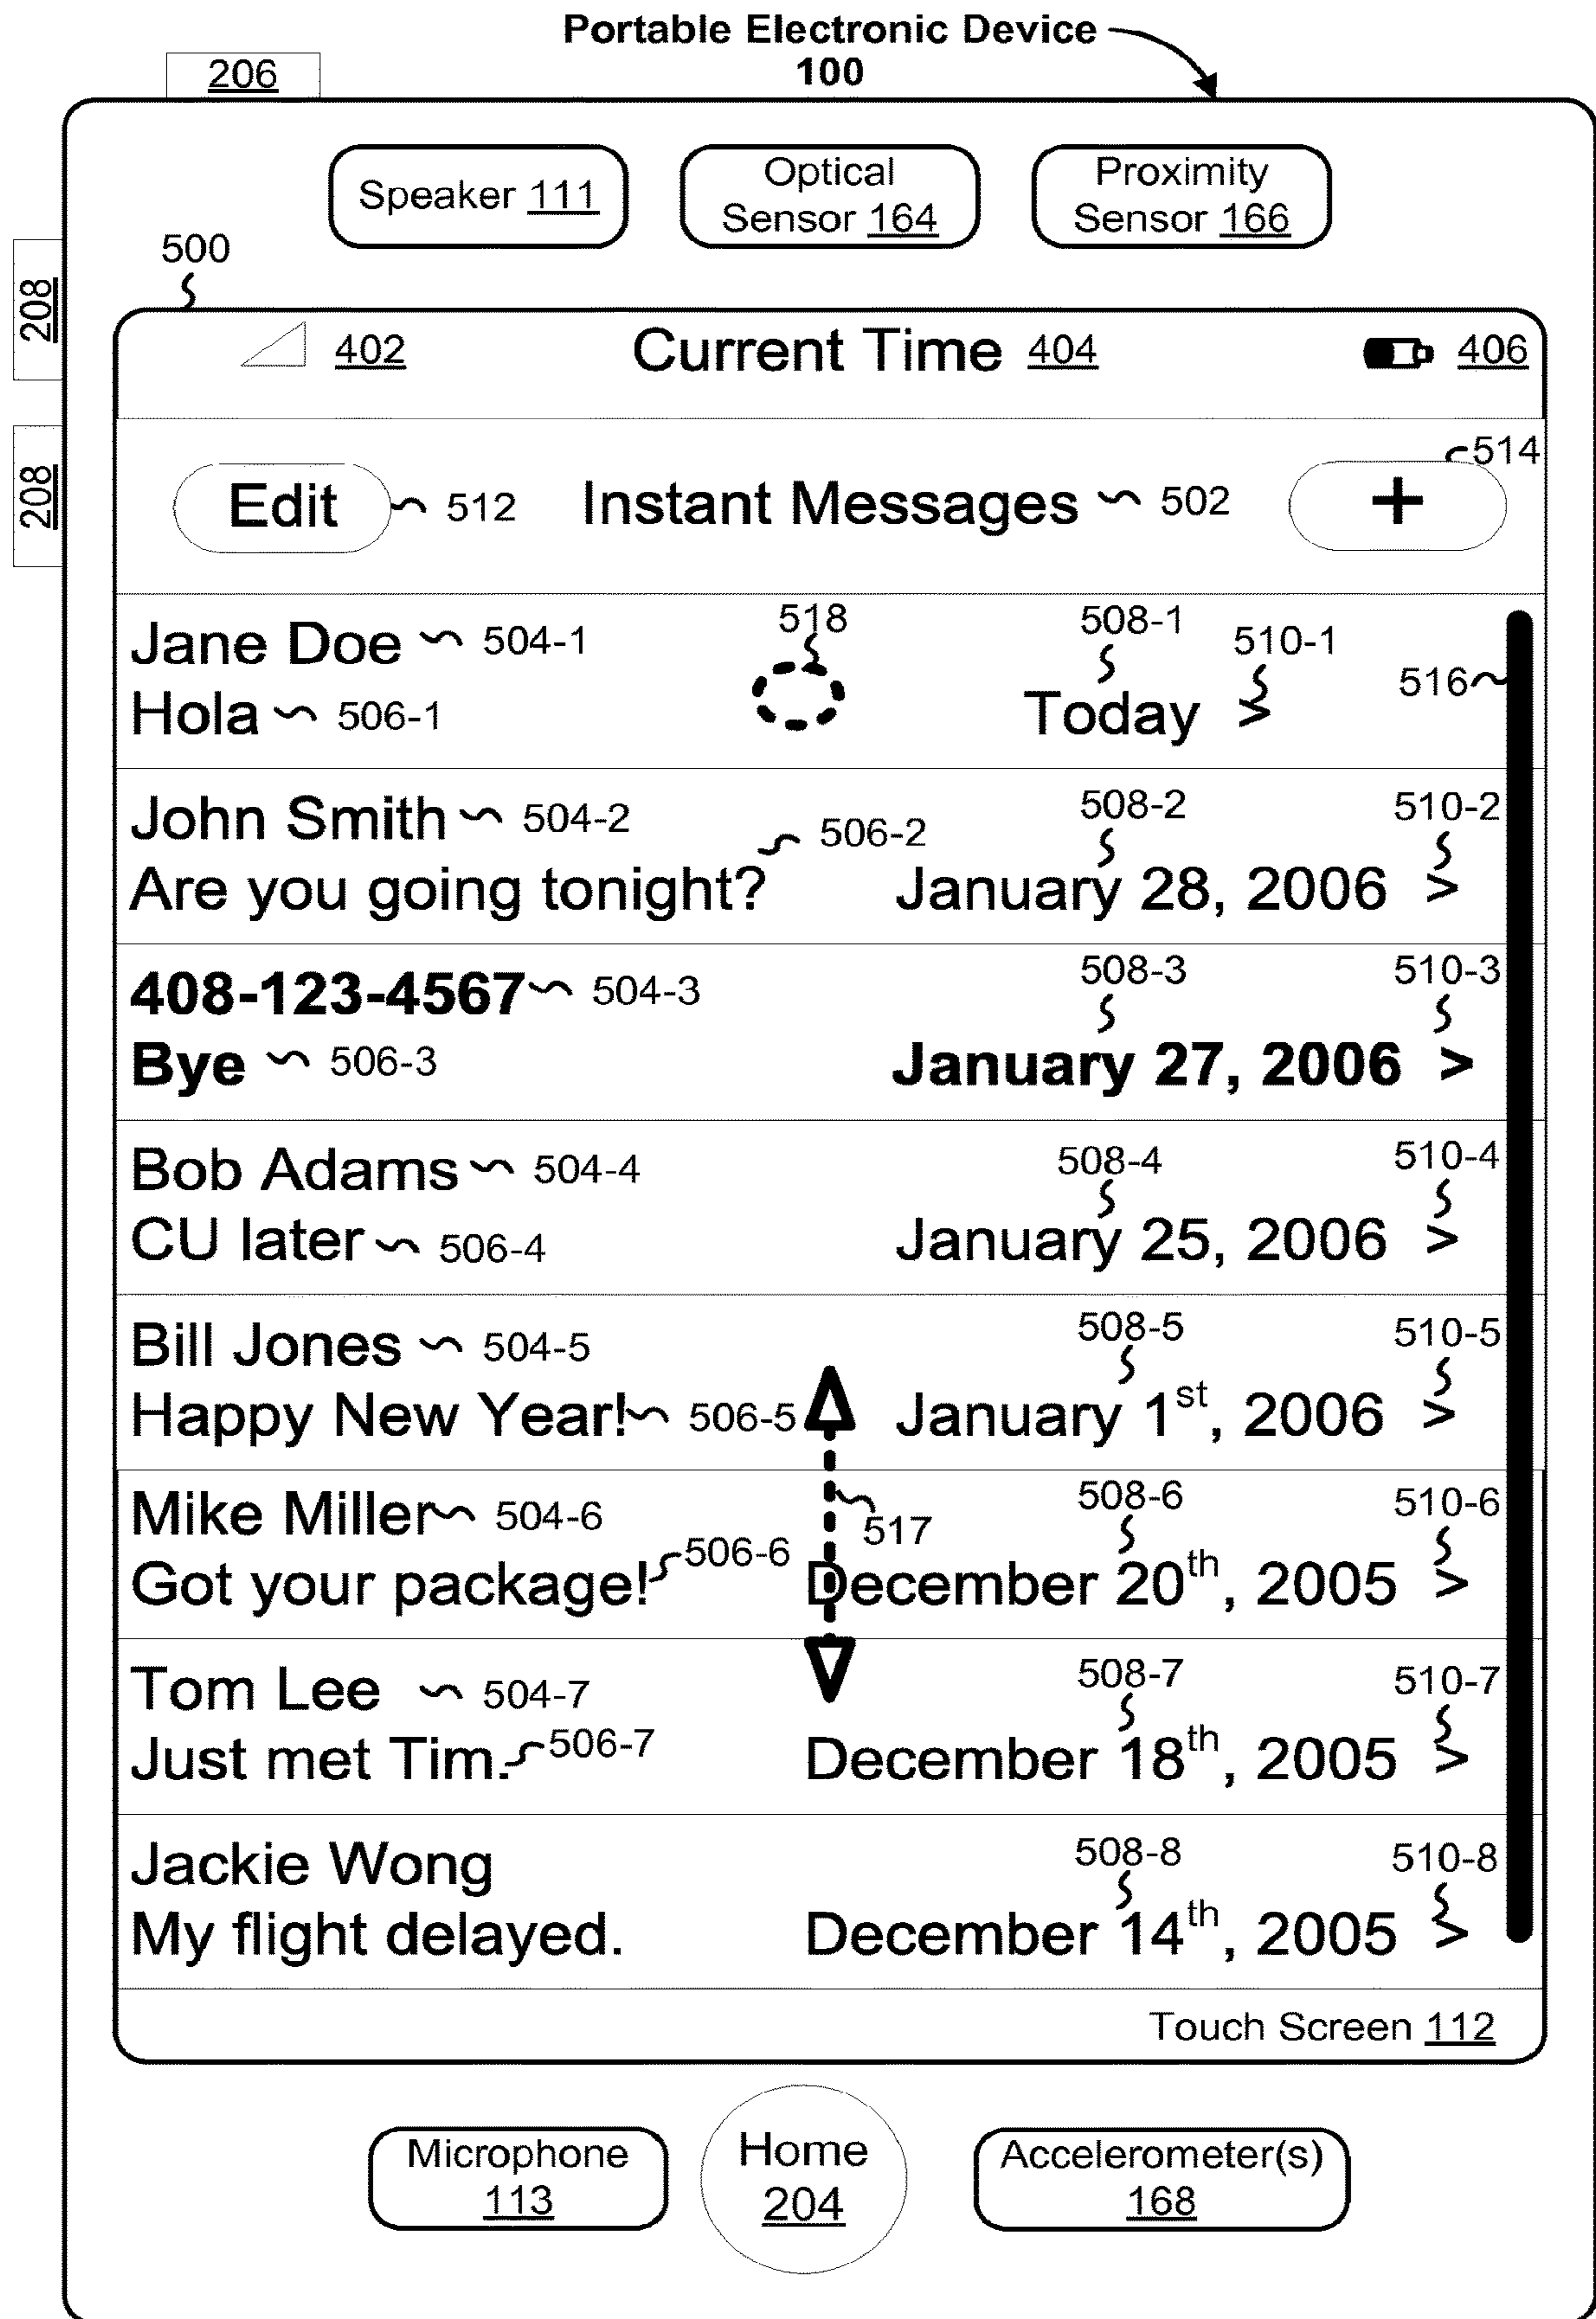 Portable Electronic Device
100
206
Speaker 111
Optical
Sensor 164
Proximity
Sensor 166
500
208
208
402 Current Time 404 406
514
Edit 512 Instant Messages 502 +
Jane Doe 504-1 518 508-1 510-1
516
Hola 506-1 Today >
John Smith 504-2 506-2 508-2 510-2
Are you going tonight? January 28, 2006 >
408-123-4567 504-3 508-3 510-3
Bye 506-3 January 27, 2006 >
Bob Adams 504-4 508-4 510-4
CU later 506-4 January 25, 2006 >
Bill Jones 504-5 508-5 510-5
Happy New Year! 506-5 January 1st, 2006 >
Mike Miller 504-6 517 508-6 510-6
Got your package! 506-6 December 20th, 2005 >
Tom Lee 504-7 508-7 510-7
Just met Tim. 506-7 December 18th, 2005 >
Jackie Wong 508-8 510-8
My flight delayed. December 14th, 2005 >
Touch Screen 112
Microphone
113
Home
204
Accelerometer(s)
168